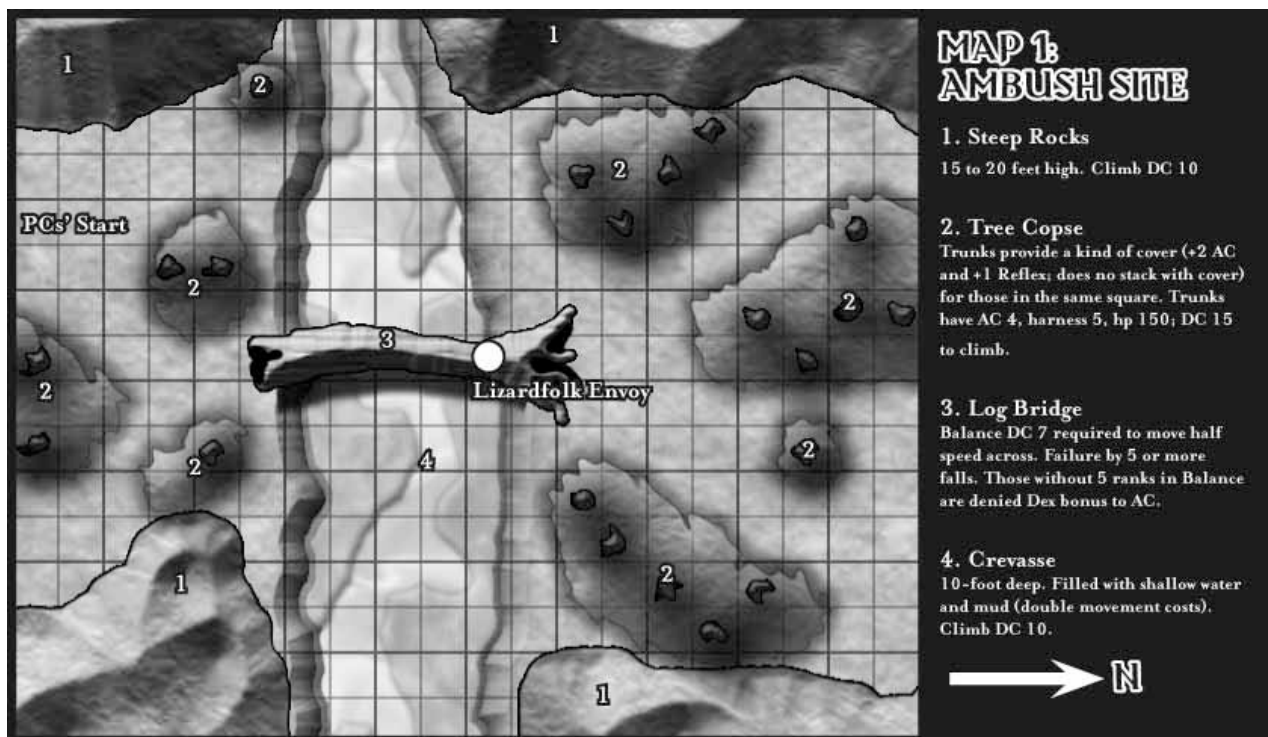 1
1
2
2
PCs' Start
2
2
3
Lizardfolk Envoy
2
2
2
4
2
1
1
MAP 1:
AMBUSH SITE
1. Steep Rocks
15 to 20 feet high. Climb DC 10
2. Tree Copse
Trunks provide a kind of cover (+2 AC
and +1 Reflex; does no stack with cover)
for those in the same square. Trunks
have AC 4, harness 5, hp 150; DC 15
to climb.
3. Log Bridge
Balance DC 7 required to move half
speed across. Failure by 5 or more
falls. Those without 5 ranks in Balance
are denied Dex bonus to AC.
4. Crevasse
10-foot deep. Filled with shallow water
and mud (double movement costs).
Climb DC 10.
N